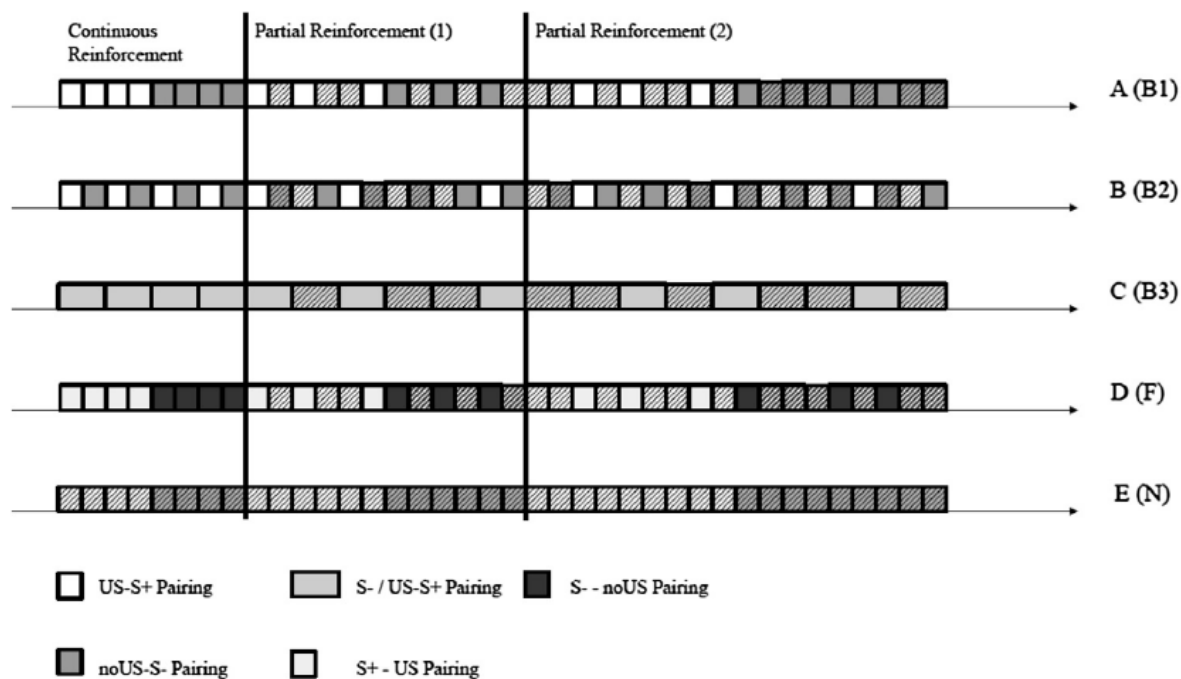 Continuous
Reinforcement
Partial Reinforcement (1)
Partial Reinforcement (2)
A (B1)
B (B2)
C (B3)
D (F)
E (N)
US-S+ Pairing
S- / US-S+ Pairing
S- - noUS Pairing
noUS-S- Pairing
S+ - US Pairing